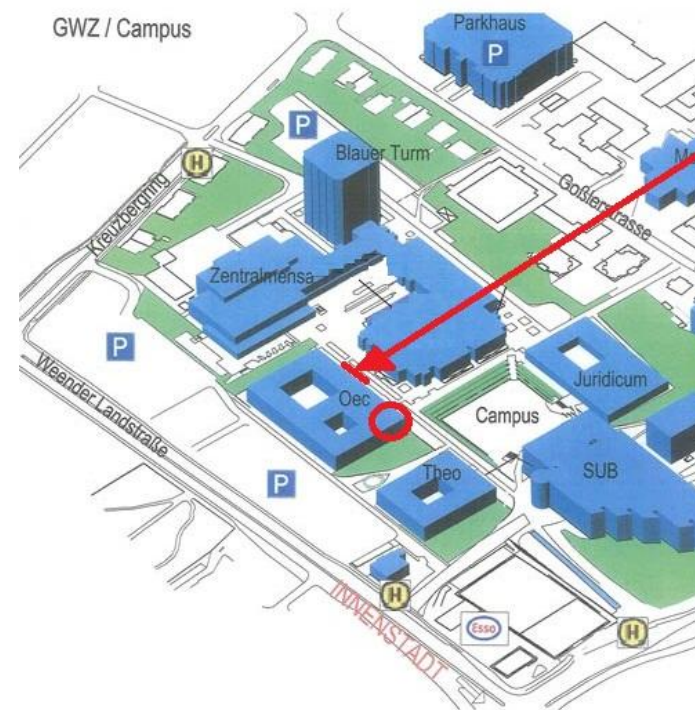 GWZ / Campus
Parkhaus
P
P
Blauer Turm
H
Goßlerstrasse
Kreuzbergring
Zentralmensa
P
Weender Landstraße
Oec
Juridicum
Campus
Theo
SUB
P
H
INNENSTADT
Esso
H